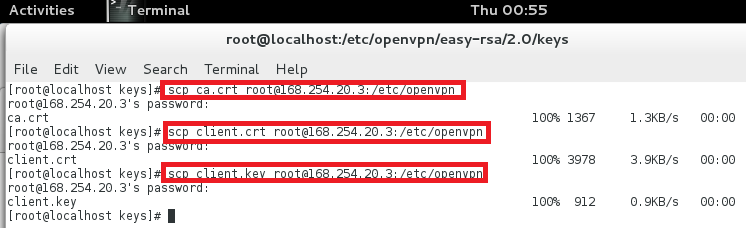 Activities Terminal Thu 00:55
root@localhost:/etc/openvpn/easy-rsa/2.0/keys
File Edit View Search Terminal Help
[root@localhost keys]# scp ca.crt root@168.254.20.3:/etc/openvpn
root@168.254.20.3's password:
ca.crt 100% 1367 1.3KB/s 00:00
[root@localhost keys]# scp client.crt root@168.254.20.3:/etc/openvpn
root@168.254.20.3's password:
client.crt 100% 3978 3.9KB/s 00:00
[root@localhost keys]# scp client.key root@168.254.20.3:/etc/openvpn
root@168.254.20.3's password:
client.key 100% 912 0.9KB/s 00:00
[root@localhost keys]#